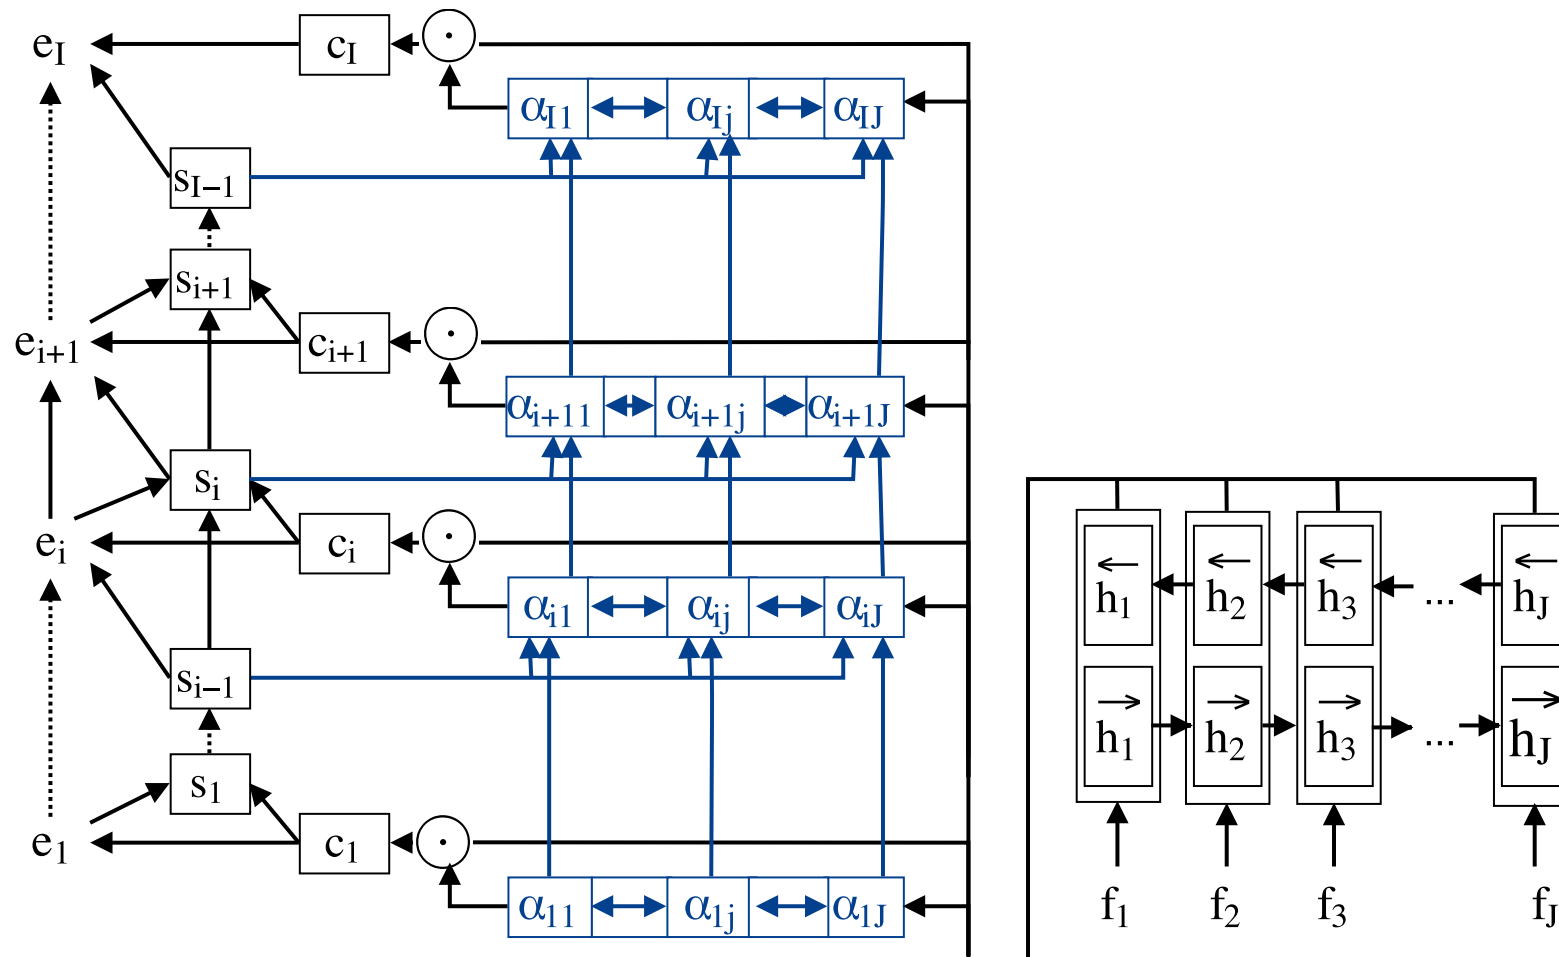 e_I c_I
α_I1 α_Ij α_IJ
s_I−1
s_i+1
e_i+1 c_i+1
α_i+11 α_i+1j α_i+1J
s_i
e_i c_i
α_i1 α_ij α_iJ
s_i−1
s_1
e_1 c_1
α_11 α_1j α_1J
h_1 h_2 h_3 ... h_J
h_1 h_2 h_3 ... h_J
f_1 f_2 f_3 f_J